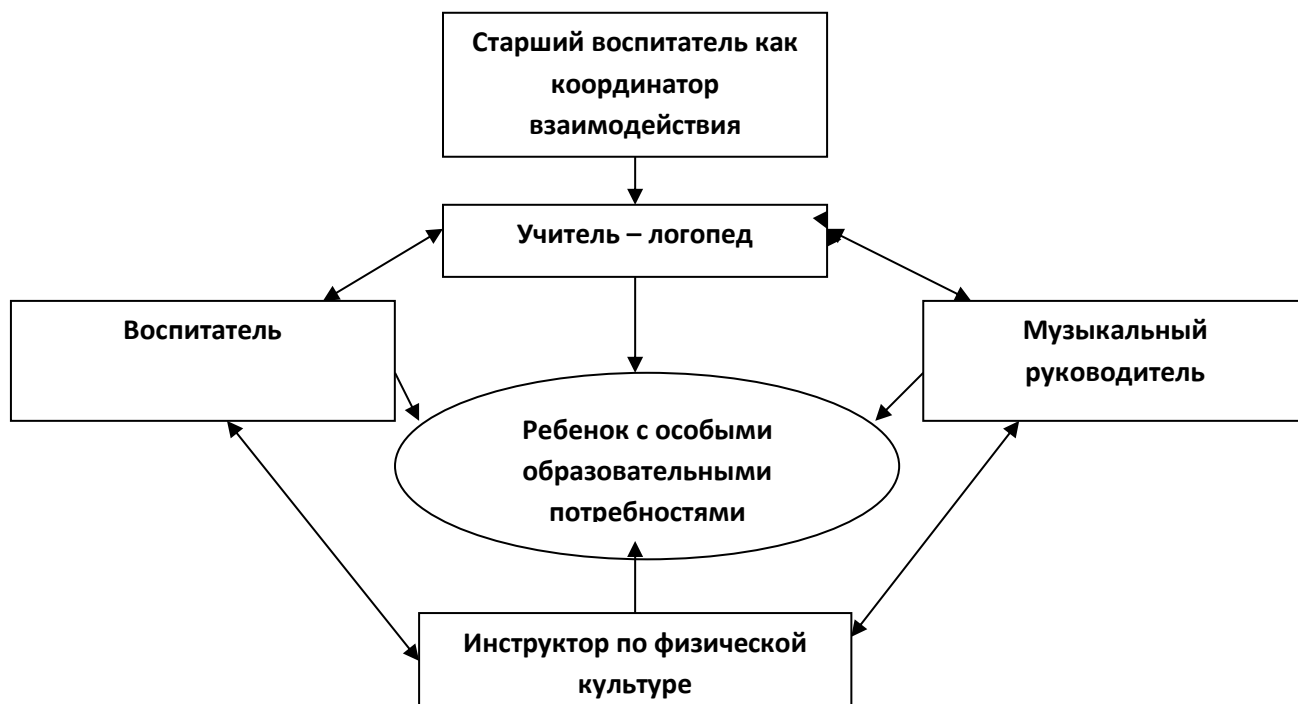 Старший воспитатель как
координатор
взаимодействия
Учитель – логопед
Воспитатель
Музыкальный
руководитель
Ребенок с особыми
образовательными
потребностями
Инструктор по физической
культуре